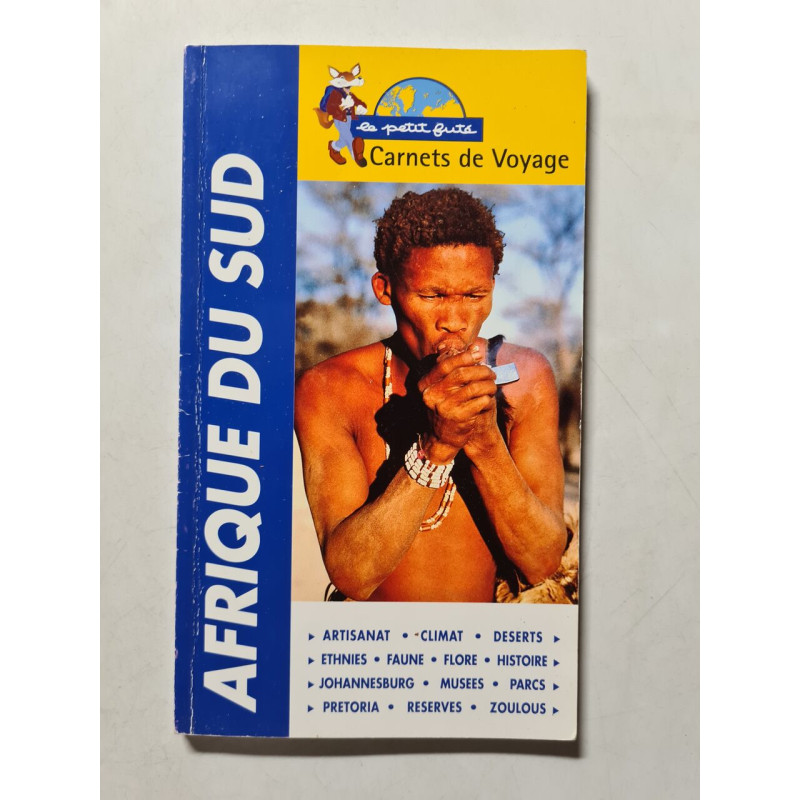 le petit futé
Carnets de Voyage
AFRIQUE DU SUD
▸ ARTISANAT • CLIMAT • DESERTS ▸
▸ ETHNIES • FAUNE • FLORE • HISTOIRE ▸
▸ JOHANNESBURG • MUSEES • PARCS ▸
▸ PRETORIA • RESERVES • ZOULOUS ▸